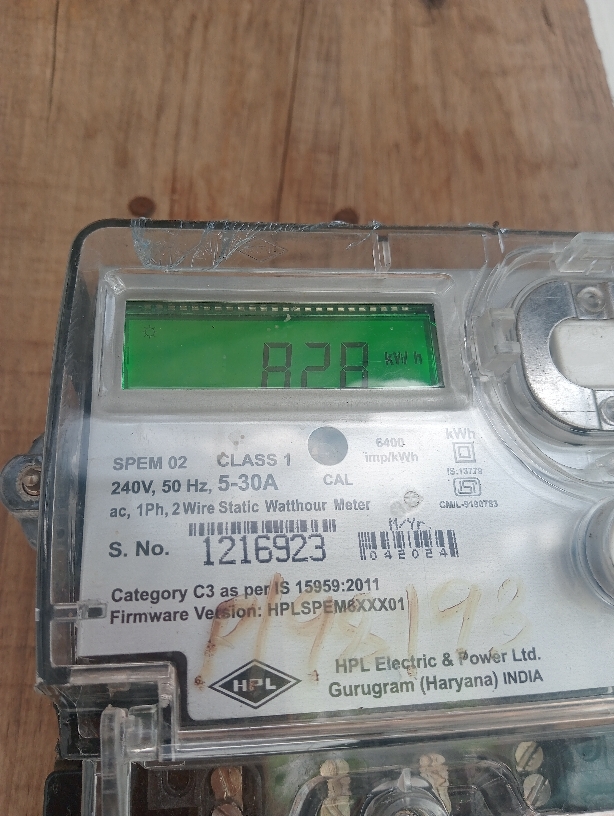 828 kWh
6400
imp/kWh
kWh
SPEM 02 CLASS 1
CAL
IS:13779
240V, 50 Hz, 5-30A
ac, 1Ph, 2 Wire Static Watthour Meter
M/Yr
S. No. 1216923
042024
Category C3 as per IS 15959:2011
Firmware Version: HPLSPEM6XXX01
HPL
HPL Electric & Power Ltd.
Gurugram (Haryana) INDIA